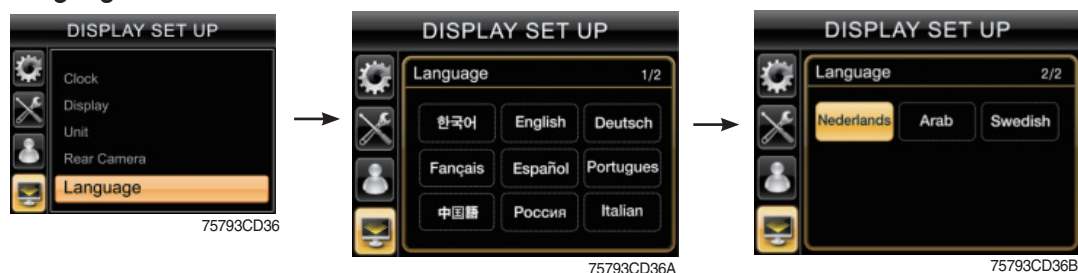 DISPLAY SET UP
Clock
Display
Unit
Rear Camera
Language
75793CD36
DISPLAY SET UP
Language 1/2
한국어 English Deutsch
Fançais Español Portugues
中国語 Россия Italian
75793CD36A
DISPLAY SET UP
Language 2/2
Nederlands Arab Swedish
75793CD36B